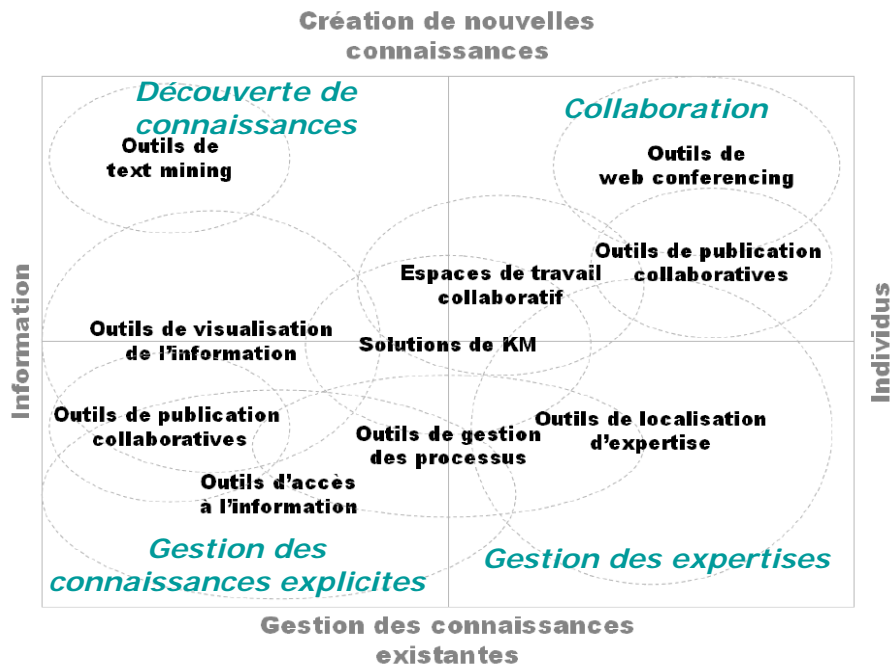 Création de nouvelles
connaissances
Découverte de
connaissances
Collaboration
Outils de
text mining
Outils de
web conferencing
Outils de publication
collaboratives
Espaces de travail
collaboratif
Information
Individus
Outils de visualisation
de l'information
Solutions de KM
Outils de publication
collaboratives
Outils de gestion
des processus
Outils de localisation
d'expertise
Outils d'accès
à l'information
Gestion des
connaissances explicites
Gestion des expertises
Gestion des connaissances
existantes